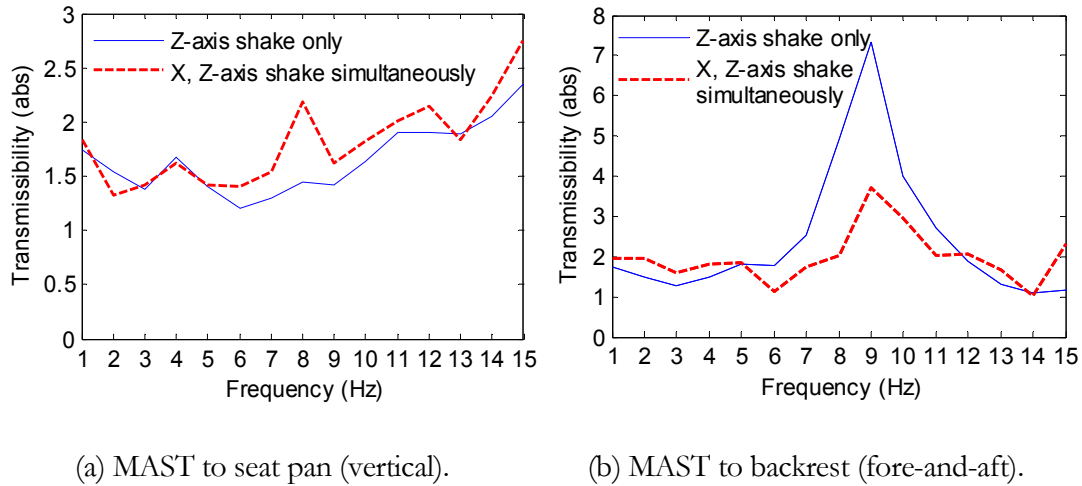 3
2.5
2
1.5
1
0.5
0
Transmissibility (abs)
Z-axis shake only
X, Z-axis shake simultaneously
1 2 3 4 5 6 7 8 9 10 11 12 13 14 15
Frequency (Hz)
(a) MAST to seat pan (vertical).
8
7
6
5
4
3
2
1
0
Transmissibility (abs)
Z-axis shake only
X, Z-axis shake
simultaneously
1 2 3 4 5 6 7 8 9 10 11 12 13 14 15
Frequency (Hz)
(b) MAST to backrest (fore-and-aft).